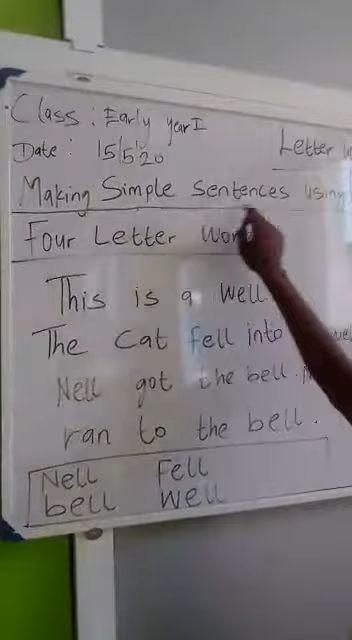 Class: Early year I
Date: 15/5/20
Letter
Making Simple Sentences using
Four Letter
This is a well.
The Cat fell into
Nell got the bell.
ran to the bell.
Nell Fell
bell well